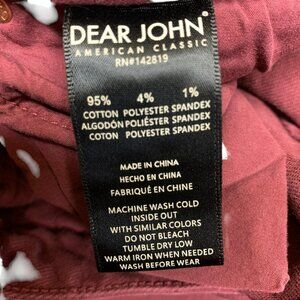 DEAR JOHN
AMERICAN CLASSIC
RN#142819
95% 4% 1%
COTTON POLYESTER SPANDEX
ALGODÓN POLIÉSTER SPANDEX
COTON POLYESTER SPANDEX
MADE IN CHINA
HECHO EN CHINA
FABRIQUÉ EN CHINE
MACHINE WASH COLD
INSIDE OUT
WITH SIMILAR COLORS
DO NOT BLEACH
TUMBLE DRY LOW
WARM IRON WHEN NEEDED
WASH BEFORE WEAR